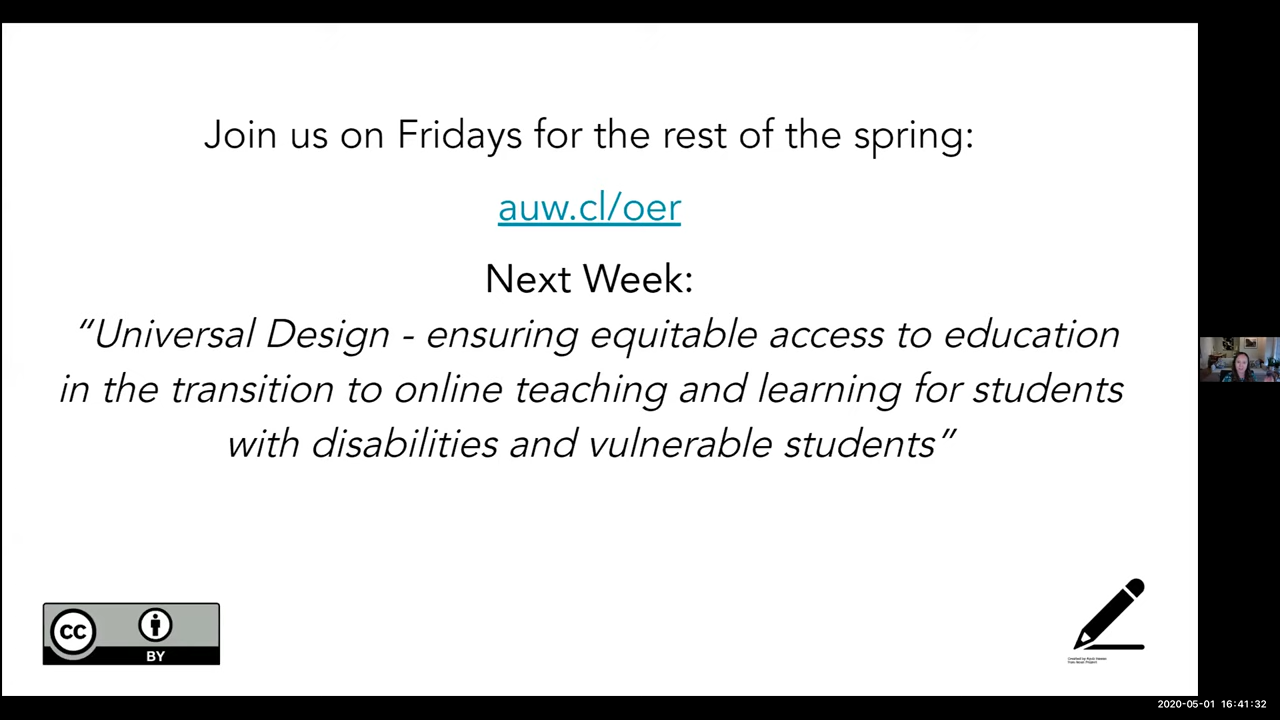 Join us on Fridays for the rest of the spring:
auw.cl/oer
Next Week:
“Universal Design - ensuring equitable access to education
in the transition to online teaching and learning for students
with disabilities and vulnerable students”
CC
BY
2020-05-01 16:41:32